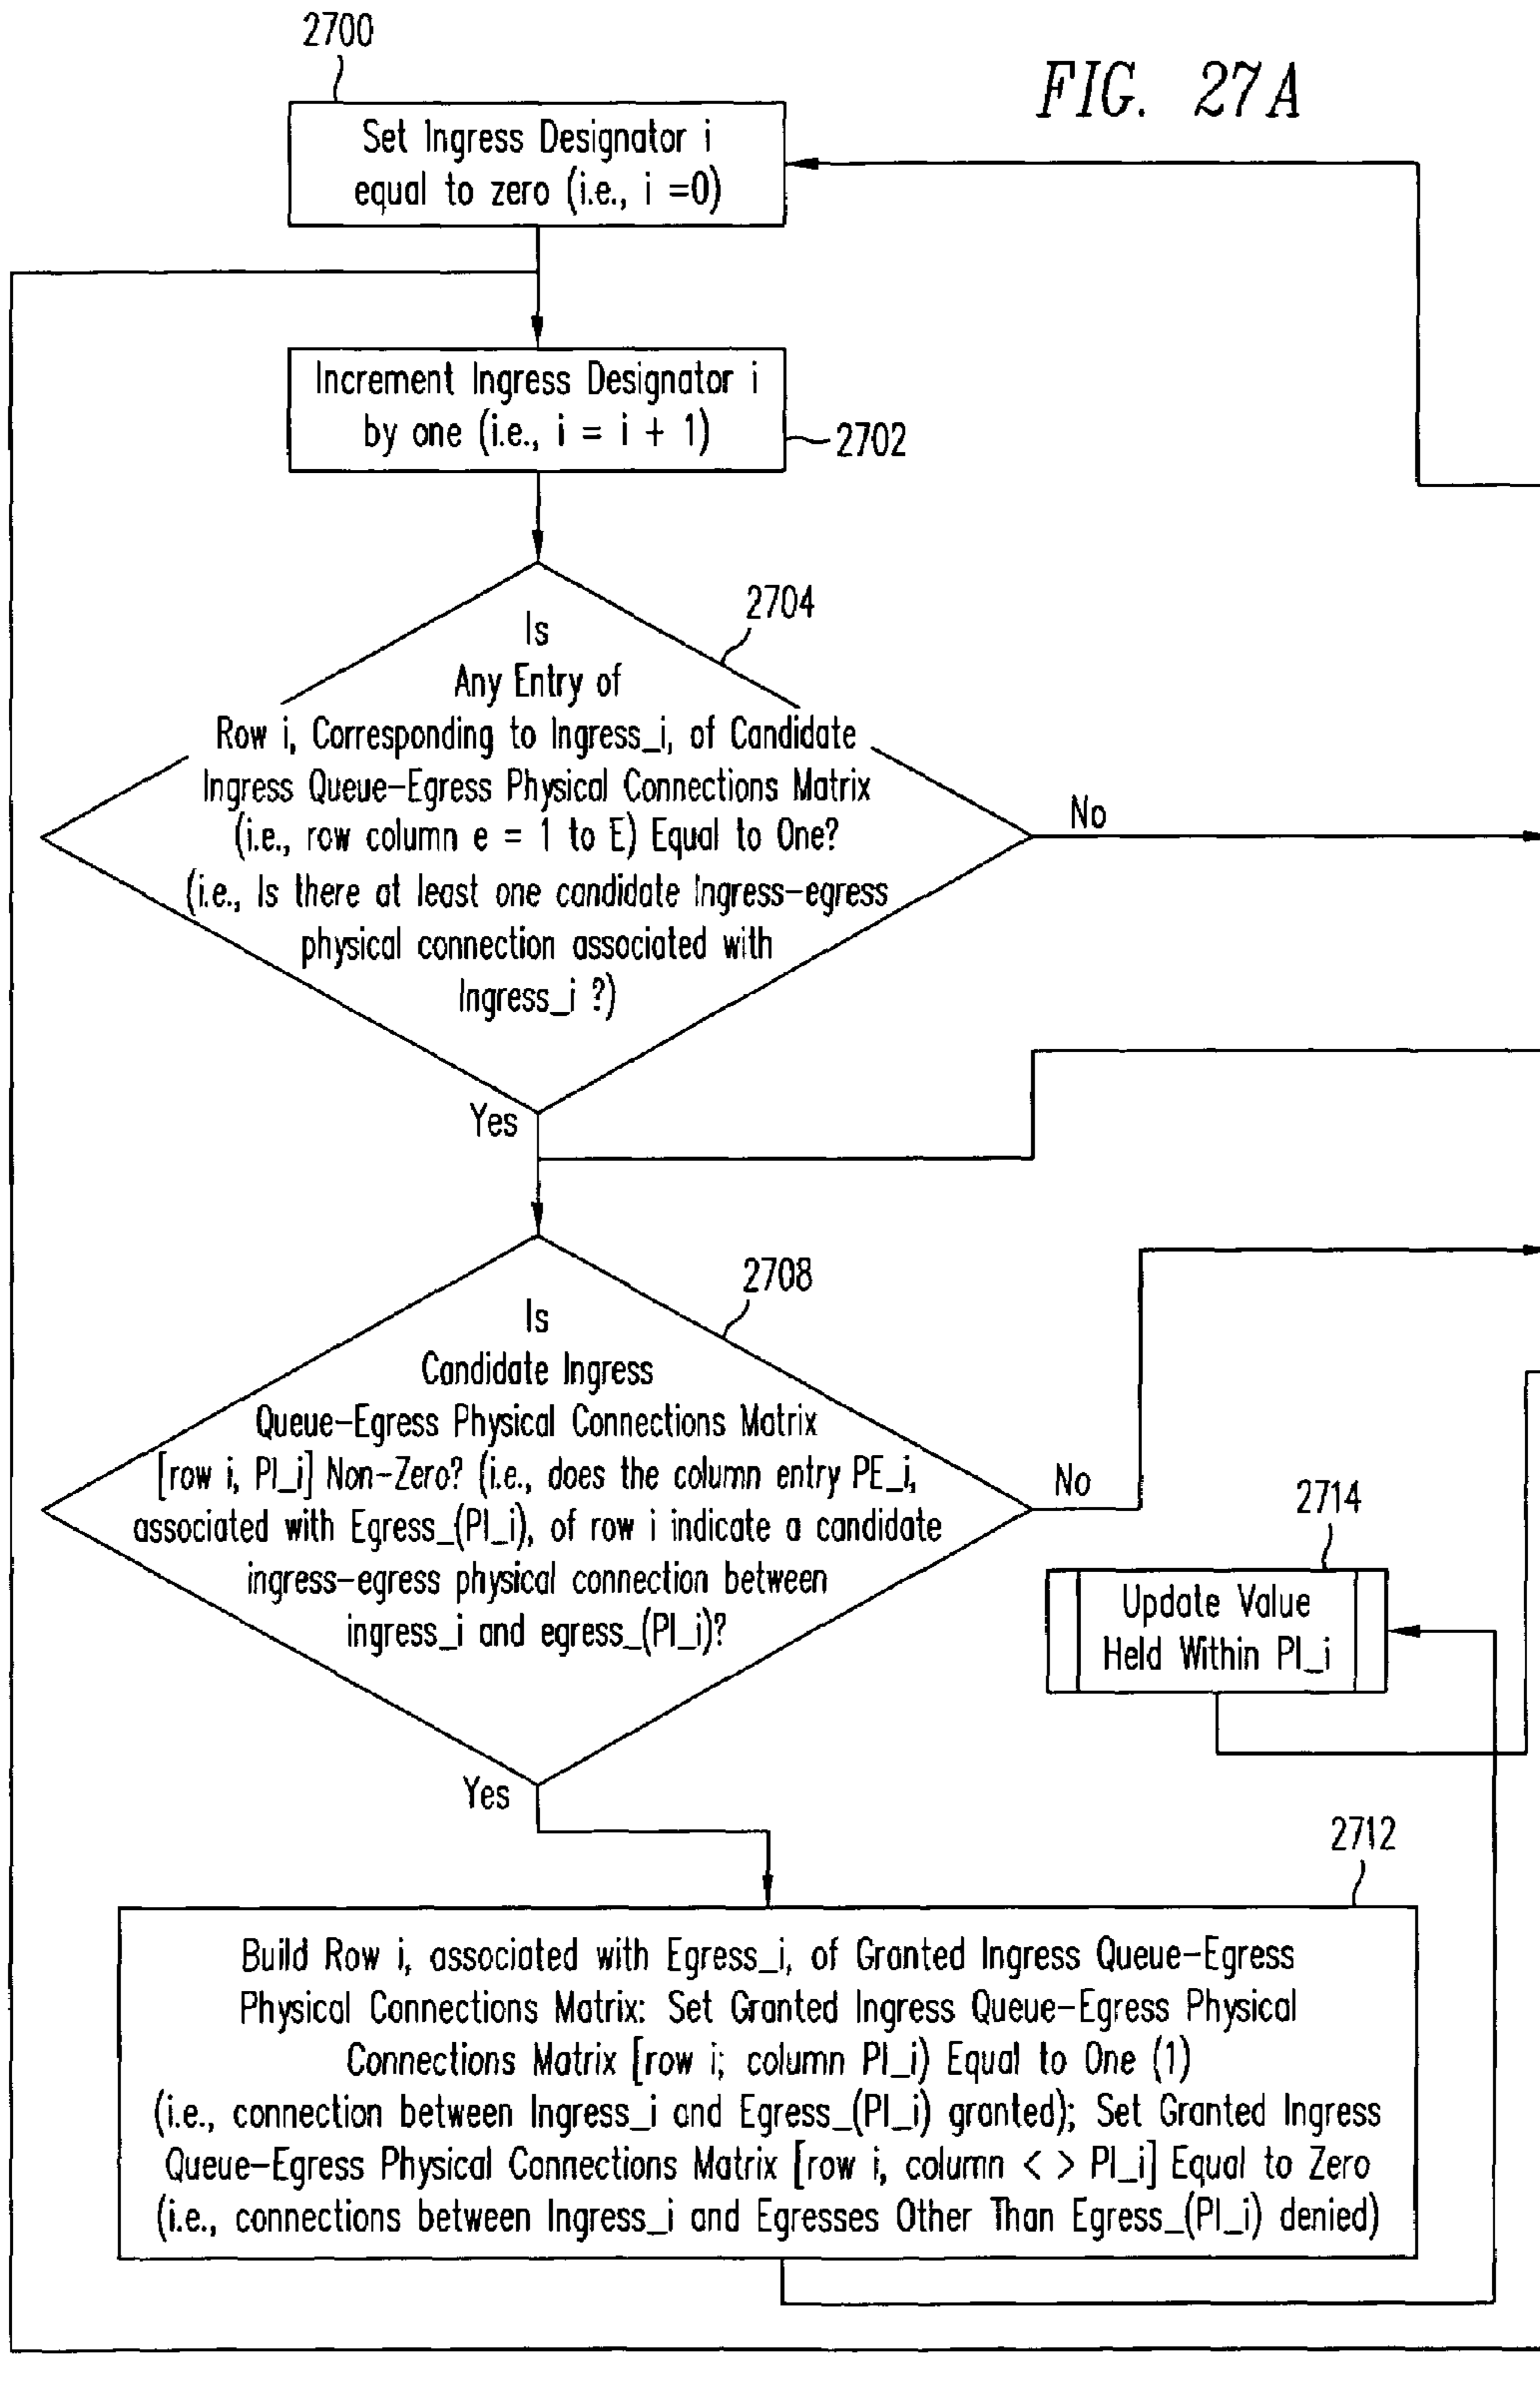 2700
FIG. 27A
Set Ingress Designator i
equal to zero (i.e., i =0)
Increment Ingress Designator i
by one (i.e., i = i + 1)
2702
2704
Is
Any Entry of
Row i, Corresponding to Ingress_i, of Candidate
Ingress Queue-Egress Physical Connections Matrix
(i.e., row column e = 1 to E) Equal to One?
(i.e., Is there at least one candidate Ingress-egress
physical connection associated with
Ingress_i ?)
No
Yes
2708
Is
Candidate Ingress
Queue-Egress Physical Connections Matrix
[row i, PI_i] Non-Zero? (i.e., does the column entry PE_i,
associated with Egress_(PI_i), of row i indicate a candidate
ingress-egress physical connection between
ingress_i and egress_(PI_i)?
No
Yes
2714
Update Value
Held Within PI_i
2712
Build Row i, associated with Egress_i, of Granted Ingress Queue-Egress
Physical Connections Matrix: Set Granted Ingress Queue-Egress Physical
Connections Matrix [row i; column PI_i) Equal to One (1)
(i.e., connection between Ingress_i and Egress_(PI_i) granted); Set Granted Ingress
Queue-Egress Physical Connections Matrix [row i, column < > PI_i] Equal to Zero
(i.e., connections between Ingress_i and Egresses Other Than Egress_(PI_i) denied)